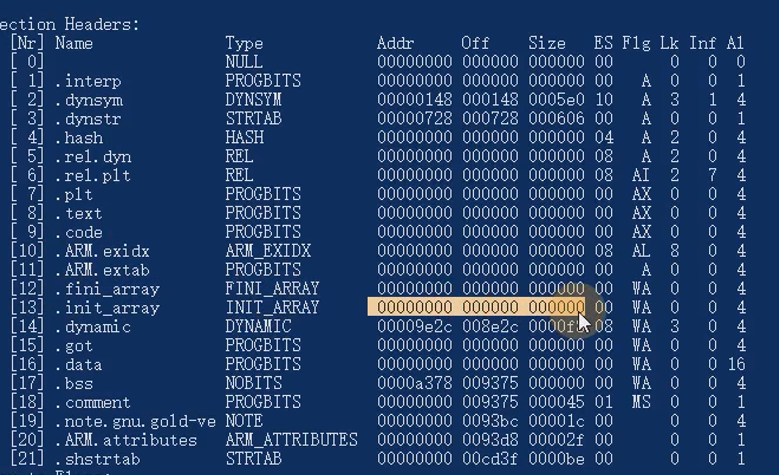 ection Headers:
[Nr] Name Type Addr Off Size ES Flg Lk Inf Al
[ 0] NULL 00000000 000000 000000 00 0 0 0
[ 1] .interp PROGBITS 00000000 000000 000000 00 A 0 0 1
[ 2] .dynsym DYNSYM 00000148 000148 0005e0 10 A 3 1 4
[ 3] .dynstr STRTAB 00000728 000728 000606 00 A 0 0 1
[ 4] .hash HASH 00000000 000000 000000 04 A 2 0 4
[ 5] .rel.dyn REL 00000000 000000 000000 08 A 2 0 4
[ 6] .rel.plt REL 00000000 000000 000000 08 AI 2 7 4
[ 7] .plt PROGBITS 00000000 000000 000000 00 AX 0 0 4
[ 8] .text PROGBITS 00000000 000000 000000 00 AX 0 0 4
[ 9] .code PROGBITS 00000000 000000 000000 00 AX 0 0 4
[10] .ARM.exidx ARM_EXIDX 00000000 000000 000000 08 AL 8 0 4
[11] .ARM.extab PROGBITS 00000000 000000 000000 00 A 0 0 4
[12] .fini_array FINI_ARRAY 00000000 000000 000000 00 WA 0 0 4
[13] .init_array INIT_ARRAY 00000000 000000 000000 00 WA 0 0 4
[14] .dynamic DYNAMIC 00009e2c 008e2c 08 WA 3 0 4
[15] .got PROGBITS 00000000 000000 000000 00 WA 0 0 4
[16] .data PROGBITS 00000000 000000 000000 00 WA 0 0 16
[17] .bss NOBITS 0000a378 009375 000000 00 WA 0 0 4
[18] .comment PROGBITS 00000000 009375 000045 01 MS 0 0 1
[19] .note.gnu.gold-ve NOTE 00000000 0093bc 00001c 00 0 0 4
[20] .ARM.attributes ARM_ATTRIBUTES 00000000 0093d8 00002f 00 0 0 1
[21] .shstrtab STRTAB 00000000 00cd3f 0000be 00 0 0 1